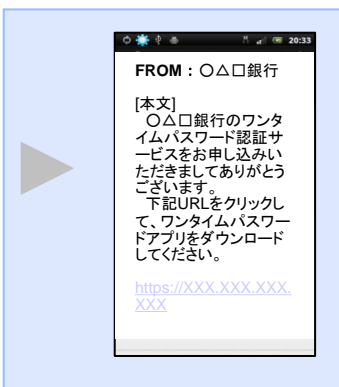 20:33
FROM：〇△□銀行
[本文]
　〇△□銀行のワンタ
イムパスワード認証サ
ービスをお申し込みい
ただきましてありがとう
ございます。
　下記URLをクリックし
て、ワンタイムパスワー
ドアプリをダウンロード
してください。
https://XXX.XXX.XXX.
XXX